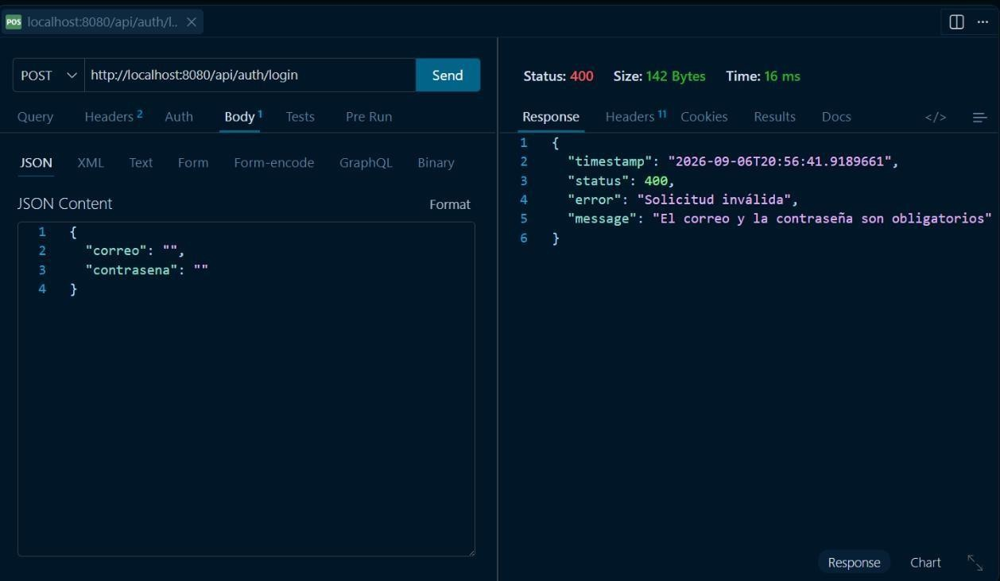 POS localhost:8080/api/auth/l..
POST http://localhost:8080/api/auth/login Send
Query Headers 2 Auth Body 1 Tests Pre Run
JSON XML Text Form Form-encode GraphQL Binary
JSON Content Format
1 {
2 "correo": "",
3 "contrasena": ""
4 }
Status: 400 Size: 142 Bytes Time: 16 ms
Response Headers 11 Cookies Results Docs </>
1 {
2 "timestamp": "2026-09-06T20:56:41.9189661",
3 "status": 400,
4 "error": "Solicitud inválida",
5 "message": "El correo y la contraseña son obligatorios"
6 }
Response Chart